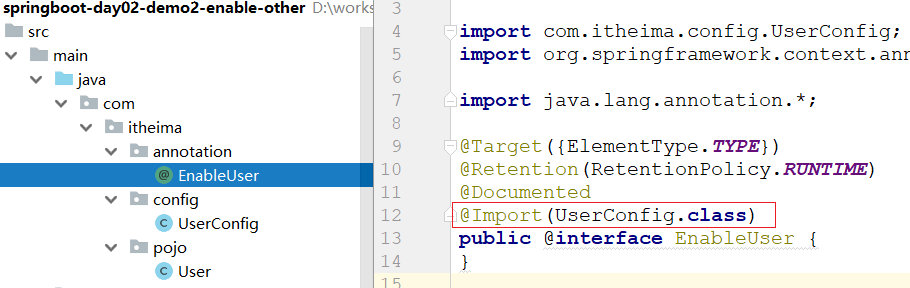 springboot-day02-demo2-enable-other D:\works
src
main
java
com
itheima
annotation
EnableUser
config
UserConfig
pojo
User
3
4 import com.itheima.config.UserConfig;
5 import org.springframework.context.ann
7 import java.lang.annotation.*;
9 @Target({ElementType.TYPE})
10 @Retention(RetentionPolicy.RUNTIME)
11 @Documented
12 @Import(UserConfig.class)
13 public @interface EnableUser {
14 }
15